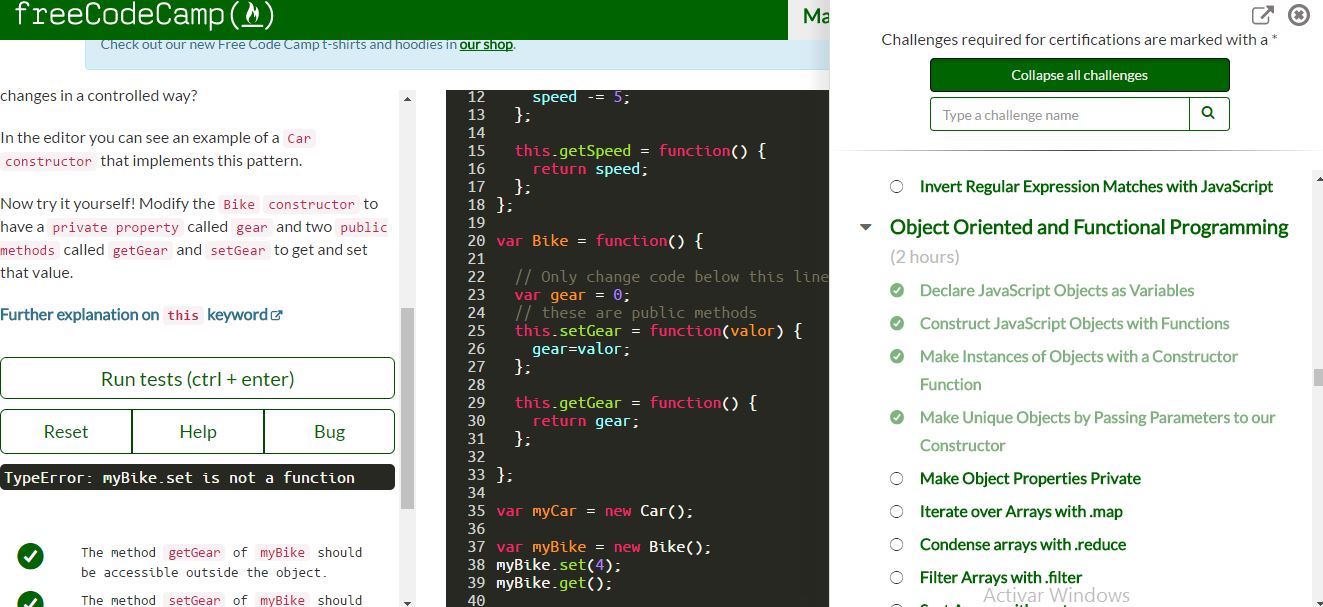 freeCodeCamp(
)
Ma
Check out our new Free Code Camp t-shirts and hoodies in our shop.
changes in a controlled way?
In the editor you can see an example of a Car
constructor that implements this pattern.
Now try it yourself! Modify the Bike constructor to
have a private property called gear and two public
methods called getGear and setGear to get and set
that value.
Further explanation on this keyword
Run tests (ctrl + enter)
Reset Help Bug
TypeError: myBike.set is not a function
The method getGear of myBike should
be accessible outside the object.
The method setGear of myBike should
12 speed -= 5;
13 };
14
15 this.getSpeed = function() {
16 return speed;
17 };
18 };
19
20 var Bike = function() {
21
22 // Only change code below this line
23 var gear = 0;
24 // these are public methods
25 this.setGear = function(valor) {
26 gear=valor;
27 };
28
29 this.getGear = function() {
30 return gear;
31 };
32
33 };
34
35 var myCar = new Car();
36
37 var myBike = new Bike();
38 myBike.set(4);
39 myBike.get();
40
Challenges required for certifications are marked with a *
Collapse all challenges
Type a challenge name
Invert Regular Expression Matches with JavaScript
Object Oriented and Functional Programming
(2 hours)
Declare JavaScript Objects as Variables
Construct JavaScript Objects with Functions
Make Instances of Objects with a Constructor
Function
Make Unique Objects by Passing Parameters to our
Constructor
Make Object Properties Private
Iterate over Arrays with .map
Condense arrays with .reduce
Filter Arrays with .filter
Activar Windows